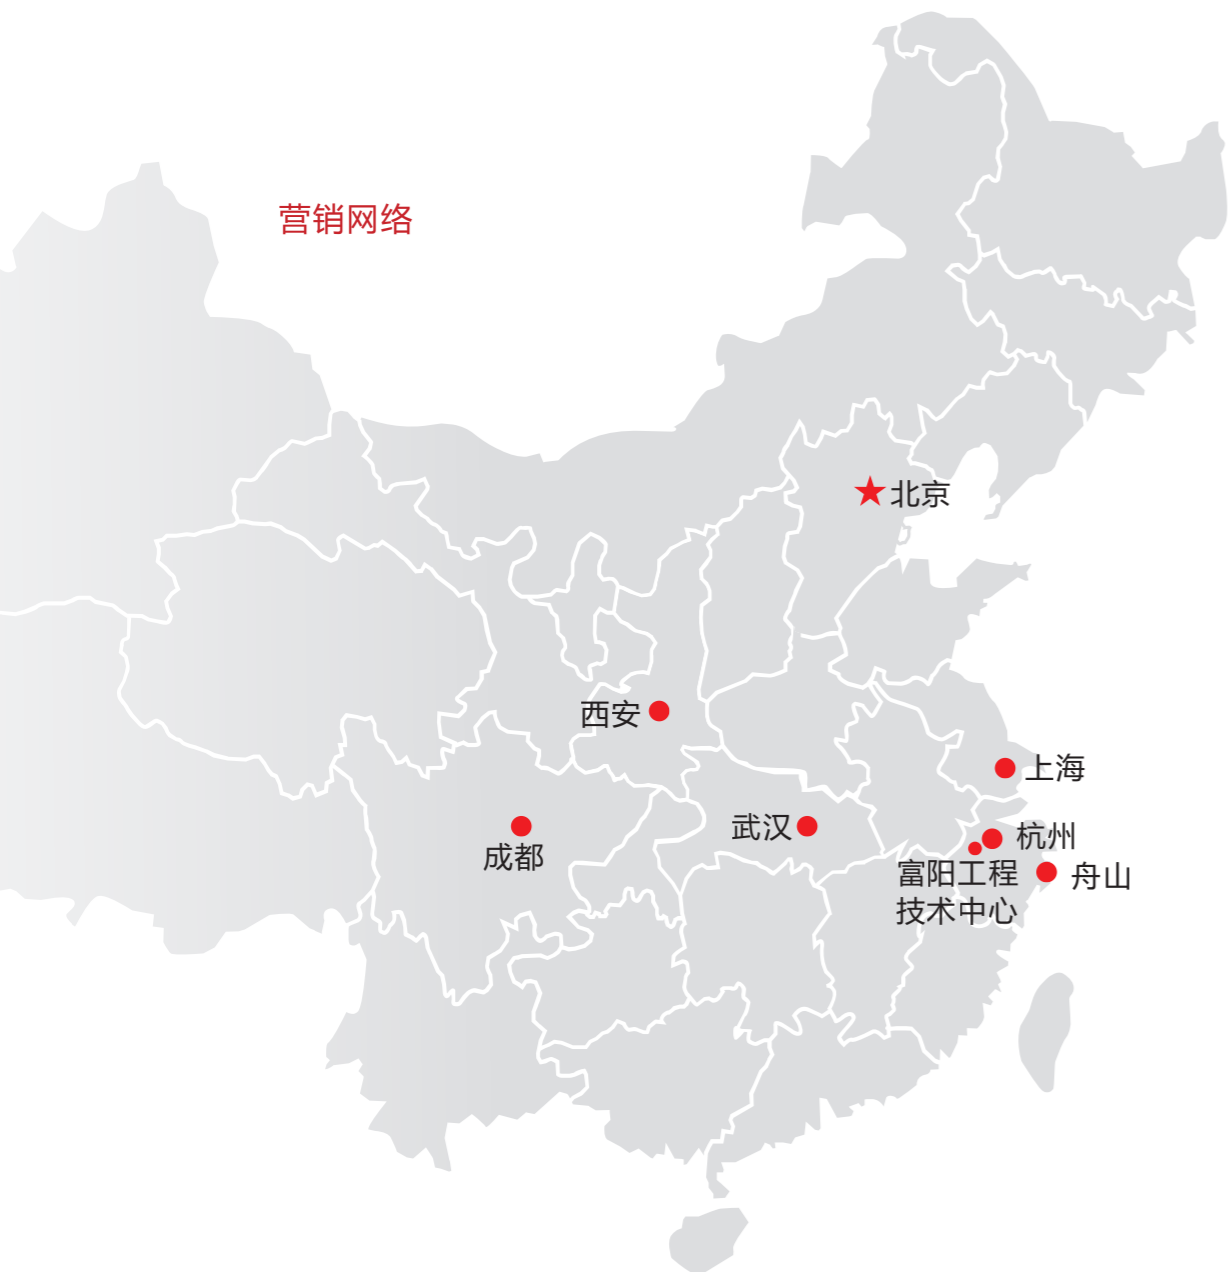 营销网络
北京
西安
上海
武汉
杭州
成都
富阳工程
技术中心
舟山